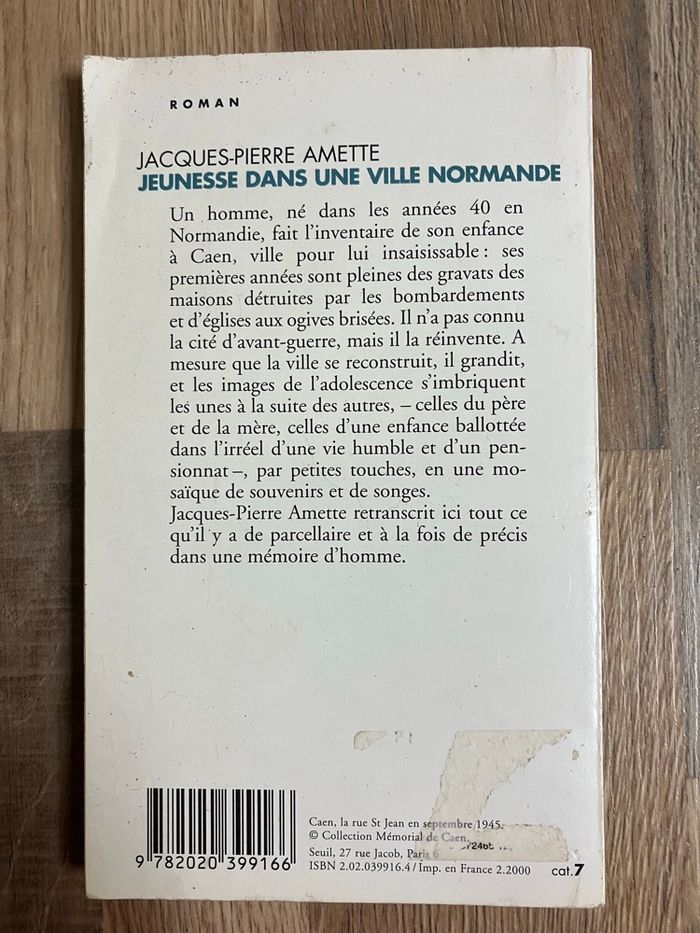 ROMAN
JACQUES-PIERRE AMETTE
JEUNESSE DANS UNE VILLE NORMANDE
Un homme, né dans les années 40 en
Normandie, fait l'inventaire de son enfance
à Caen, ville pour lui insaisissable : ses
premières années sont pleines des gravats des
maisons détruites par les bombardements
et d'églises aux ogives brisées. Il n'a pas connu
la cité d'avant-guerre, mais il la réinvente. A
mesure que la ville se reconstruit, il grandit,
et les images de l'adolescence s'imbriquent
les unes à la suite des autres, – celles du père
et de la mère, celles d'une enfance ballottée
dans l'irréel d'une vie humble et d'un pen-
sionnat –, par petites touches, en une mo-
saïque de souvenirs et de songes.
Jacques-Pierre Amette retranscrit ici tout ce
qu'il y a de parcellaire et à la fois de précis
dans une mémoire d'homme.
Caen, la rue St Jean en septembre 1945.
© Collection Mémorial de Caen.
Seuil, 27 rue Jacob, Paris 6
ISBN 2.02.039916.4 / Imp. en France 2.2000
cat.7
9 782020 399166